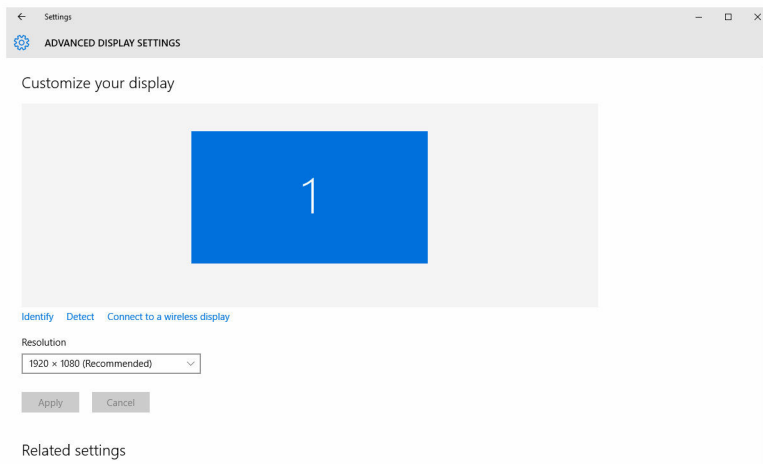 Settings
ADVANCED DISPLAY SETTINGS
Customize your display
1
Identify Detect Connect to a wireless display
Resolution
1920 × 1080 (Recommended)
Apply Cancel
Related settings